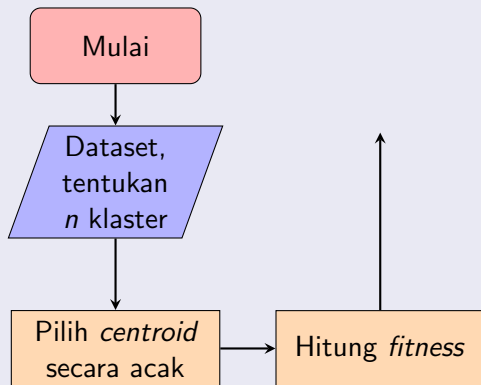 Mulai
Dataset,
tentukan
n klaster
Pilih centroid
secara acak
Hitung fitness